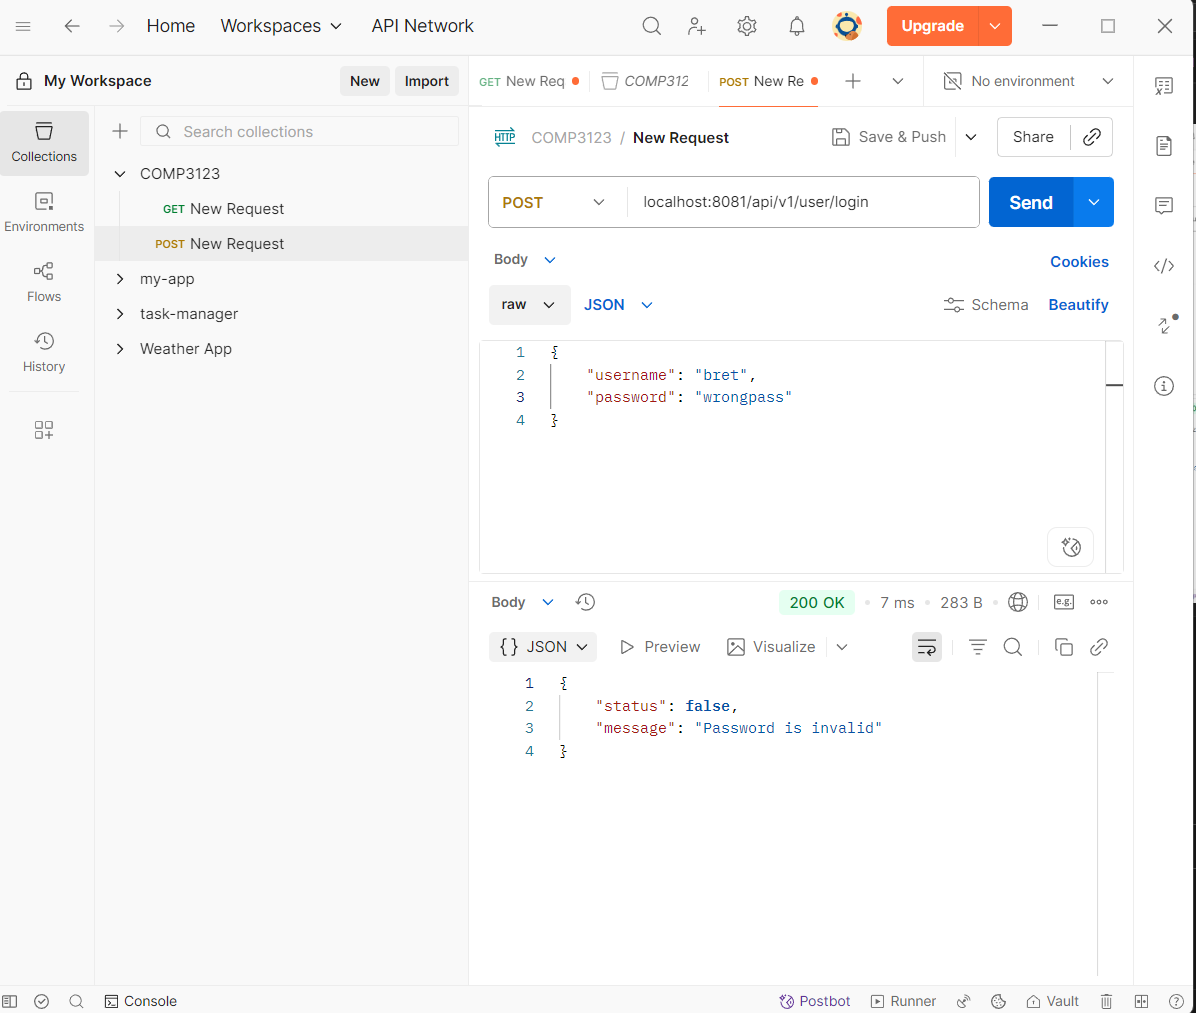 Home Workspaces API Network Upgrade
My Workspace New Import
GET New Req COMP312 POST New Re No environment
Collections
Environments
Flows
History
Search collections
COMP3123
GET New Request
POST New Request
my-app
task-manager
Weather App
HTTP COMP3123 / New Request Save & Push Share
POST localhost:8081/api/v1/user/login Send
Body Cookies
raw JSON Schema Beautify
1 {
2 "username": "bret",
3 "password": "wrongpass"
4 }
Body 200 OK • 7 ms • 283 B • e.g.
{} JSON Preview Visualize
1 {
2 "status": false,
3 "message": "Password is invalid"
4 }
Console Postbot Runner Vault